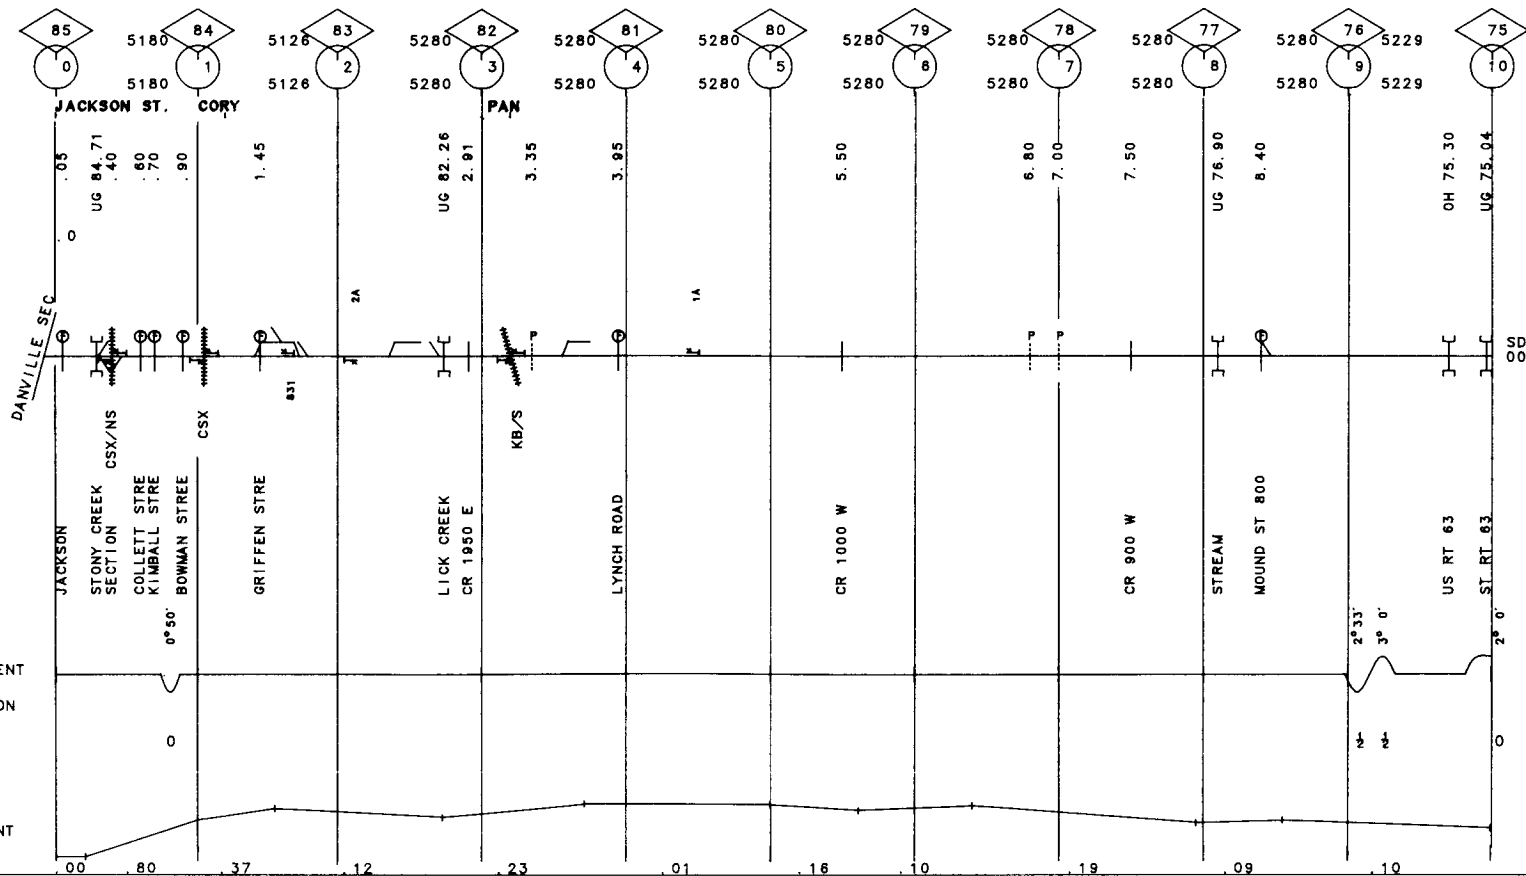 85 84 83 82 81 80 79 78 77 76 75
5180 5126 5280 5280 5280 5280 5280 5280 5280 5229
0 1 2 3 4 5 6 7 8 9 10
5180 5126 5280 5280 5280 5280 5280 5280 5280 5229
JACKSON ST. CORY PAN
.05
UG 84.71
.40
.60
.70
.90
1.45
UG 82.26
2.91
3.35
3.95
5.50
6.80
7.00
7.50
UG 76.90
8.40
OH 75.30
UG 75.04
.0
2A
1A
DANVILLE SEC
P
P
P
SD
00
831
CSX/NS
CSX
KB/S
JACKSON
STONY CREEK
SECTION
COLLETT STRE
KIMBALL STRE
BOWMAN STREE
GRIFFEN STRE
LICK CREEK
CR 1950 E
LYNCH ROAD
CR 1000 W
CR 900 W
STREAM
MOUND ST 800
US RT 63
ST RT 63
0°50'
2°33'
3° 0'
2° 0'
ENT
ON
0 ½ ½ 0
NT
.00 .80 .37 .12 .23 .01 .16 .10 .19 .09 .10